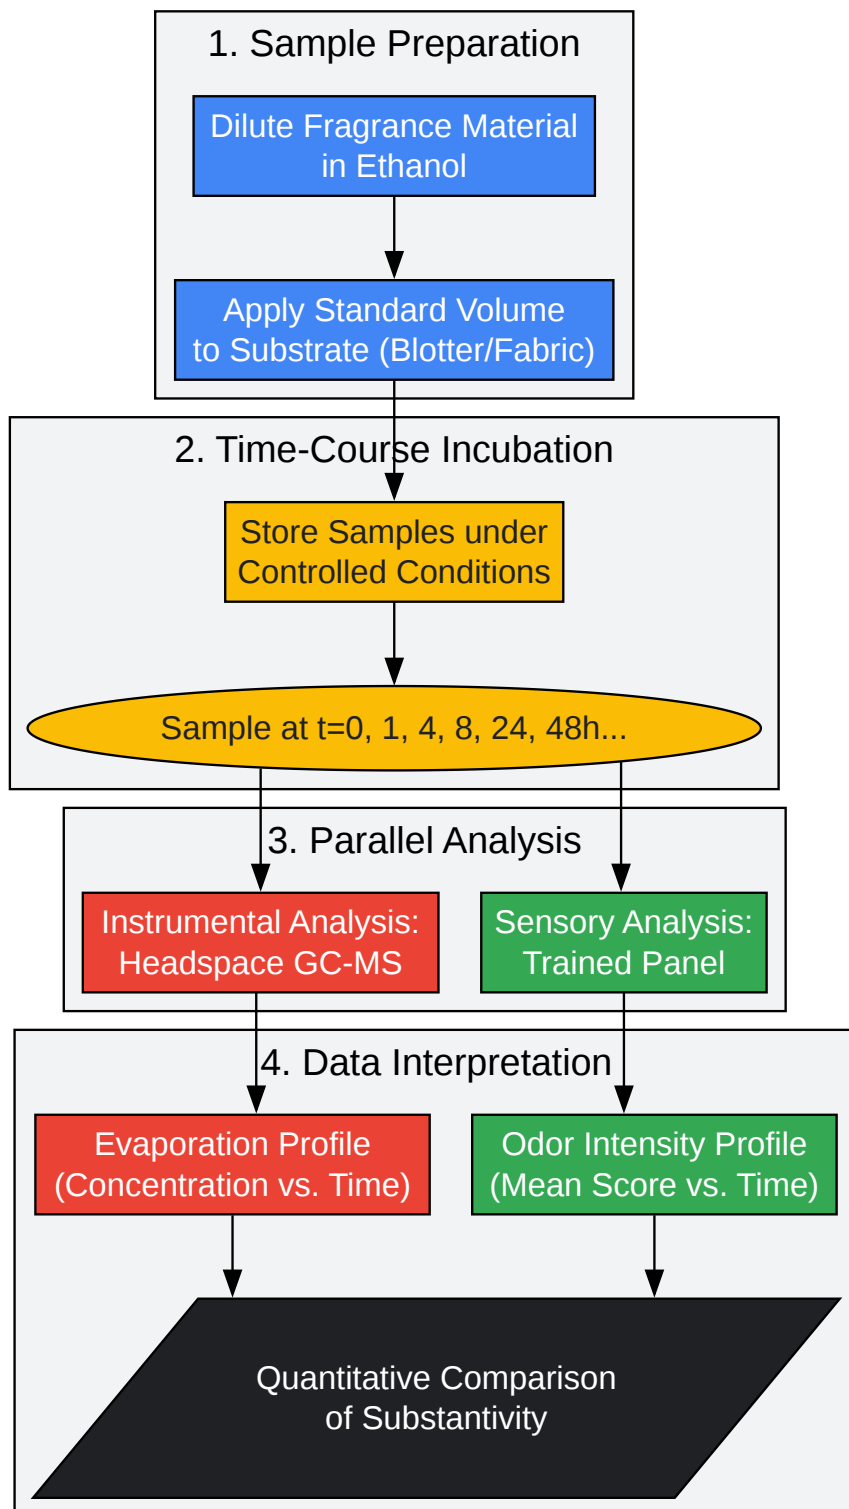 1. Sample Preparation
Dilute Fragrance Material
in Ethanol
Apply Standard Volume
to Substrate (Blotter/Fabric)
2. Time-Course Incubation
Store Samples under
Controlled Conditions
Sample at t=0, 1, 4, 8, 24, 48h...
3. Parallel Analysis
Instrumental Analysis:
Headspace GC-MS
Sensory Analysis:
Trained Panel
4. Data Interpretation
Evaporation Profile
(Concentration vs. Time)
Odor Intensity Profile
(Mean Score vs. Time)
Quantitative Comparison
of Substantivity